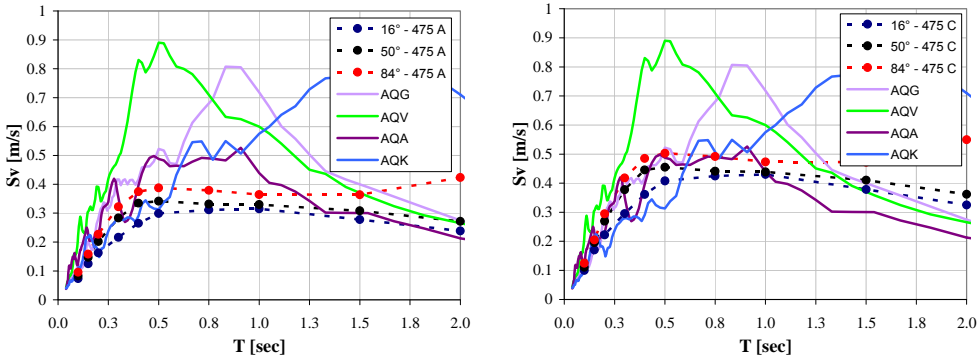 1
0.9
0.8
0.7
0.6
0.5
0.4
0.3
0.2
0.1
0
Sv [m/s]
0.0
0.3
0.5
0.8
1.0
1.3
1.5
1.8
2.0
T [sec]
16° - 475 A
50° - 475 A
84° - 475 A
AQG
AQV
AQA
AQK
1
0.9
0.8
0.7
0.6
0.5
0.4
0.3
0.2
0.1
0
Sv [m/s]
0.0
0.3
0.5
0.8
1.0
1.3
1.5
1.8
2.0
T [sec]
16° - 475 C
50° - 475 C
84° - 475 C
AQG
AQV
AQA
AQK